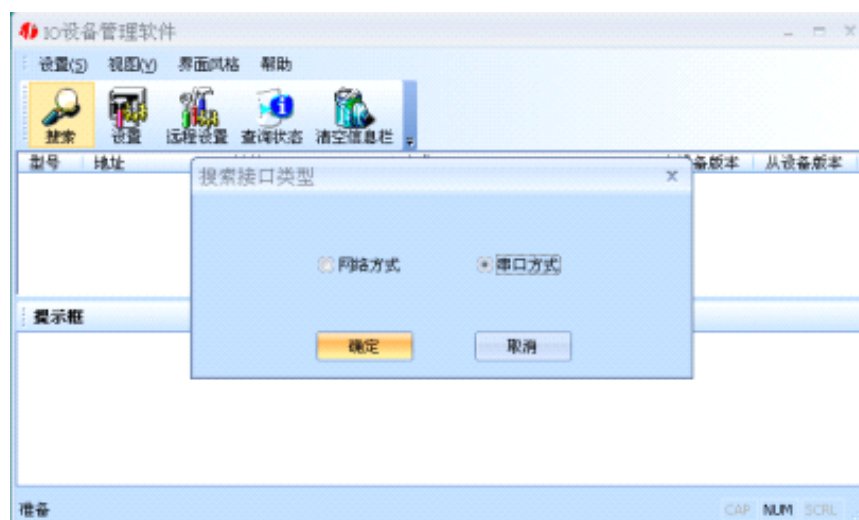 IO设备管理软件
设置(S) 视图(V) 界面风格 帮助
搜索 设置 远程设置 查询状态 清空信息栏
型号 地址 备版本 从设备版本
搜索接口类型
网络方式 串口方式
提示框
确定 取消
准备 CAP NUM SCRL